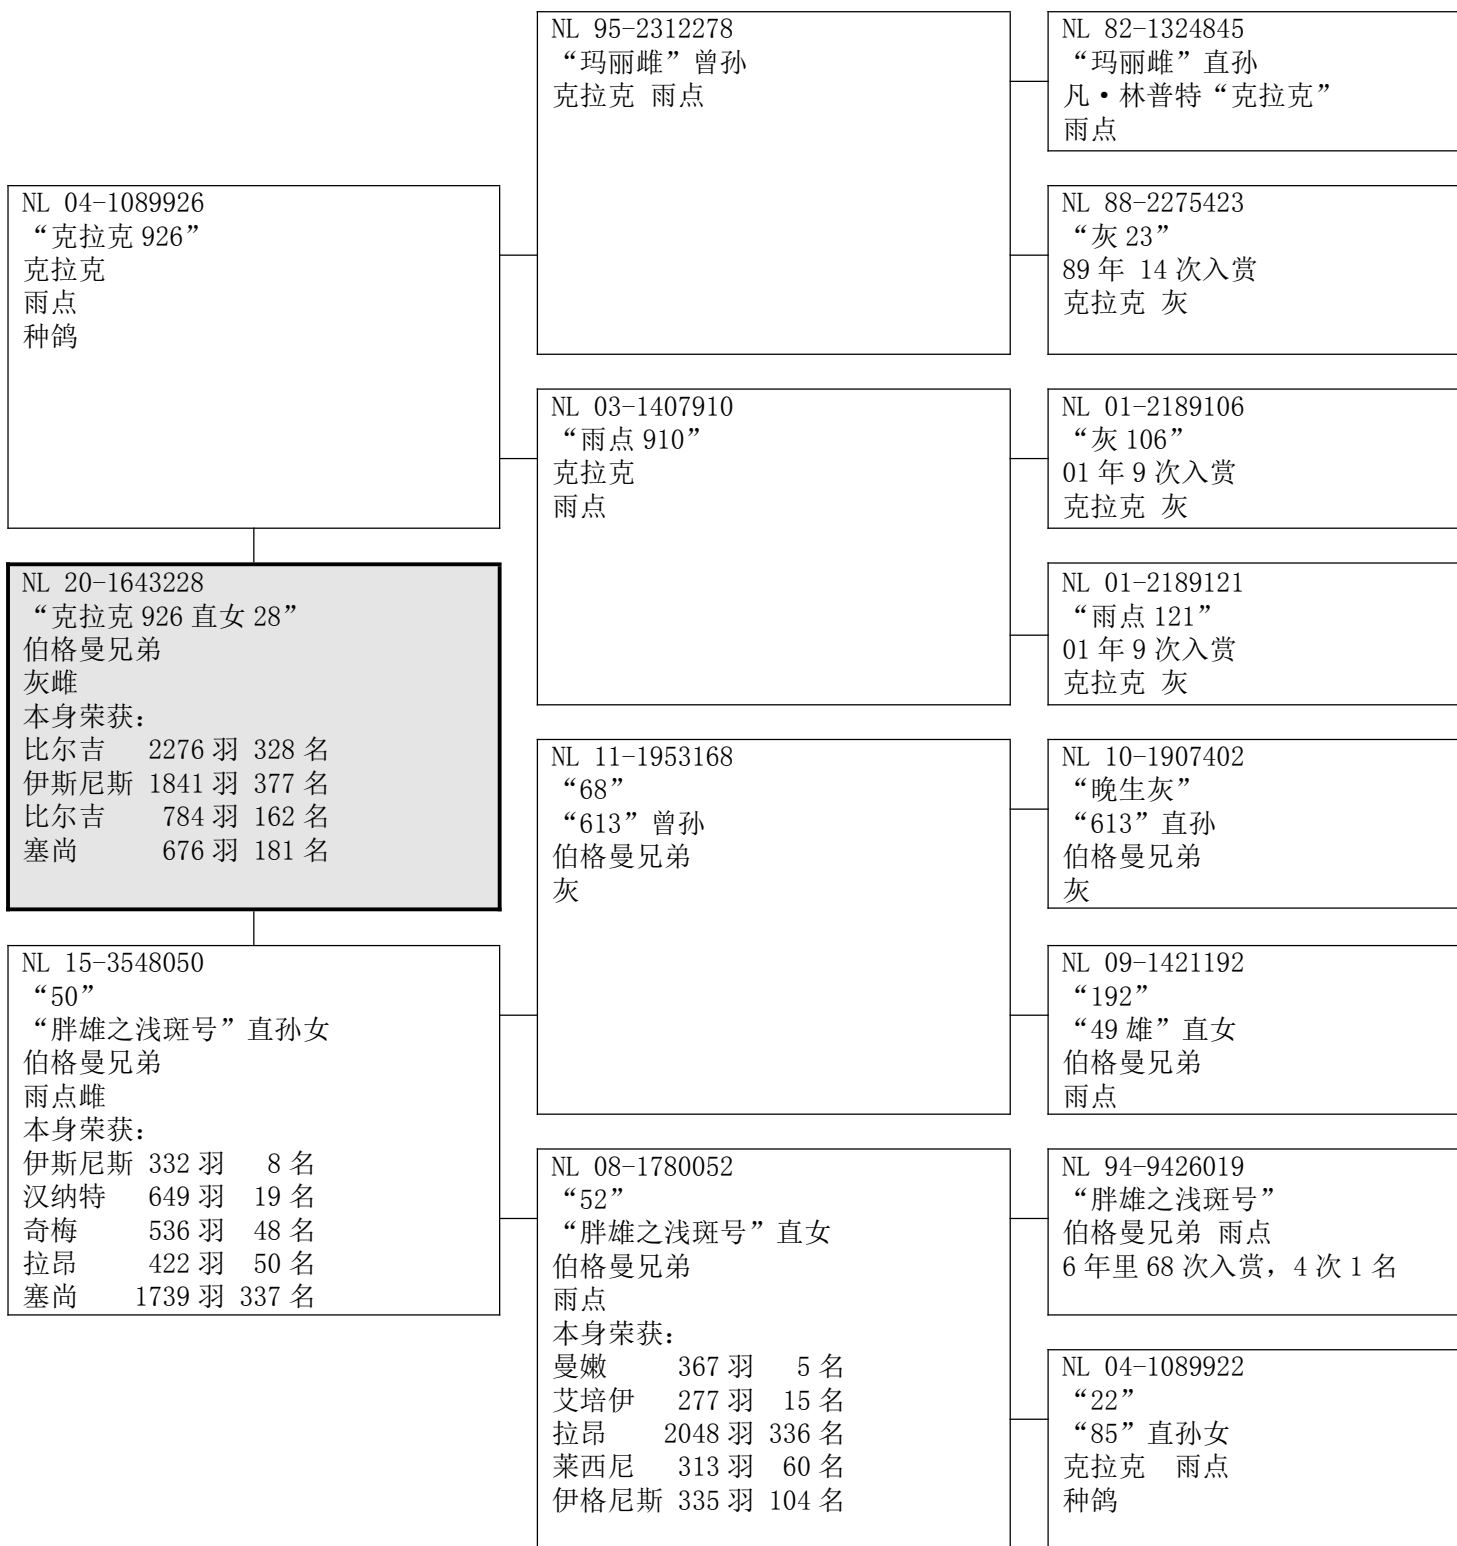 NL 04-1089926
“克拉克 926”
克拉克
雨点
种鸽
NL 20-1643228
“克拉克 926 直女 28”
伯格曼兄弟
灰雌
本身荣获：
比尔吉 2276 羽 328 名
伊斯尼斯 1841 羽 377 名
比尔吉 784 羽 162 名
塞尚 676 羽 181 名
NL 15-3548050
“50”
“胖雄之浅斑号”直孙女
伯格曼兄弟
雨点雌
本身荣获：
伊斯尼斯 332 羽 8 名
汉纳特 649 羽 19 名
奇梅 536 羽 48 名
拉昂 422 羽 50 名
塞尚 1739 羽 337 名
NL 95-2312278
“玛丽雌”曾孙
克拉克 雨点
NL 03-1407910
“雨点 910”
克拉克
雨点
NL 11-1953168
“68”
“613”曾孙
伯格曼兄弟
灰
NL 08-1780052
“52”
“胖雄之浅斑号”直女
伯格曼兄弟
雨点
本身荣获：
曼嫩 367 羽 5 名
艾培伊 277 羽 15 名
拉昂 2048 羽 336 名
莱西尼 313 羽 60 名
伊格尼斯 335 羽 104 名
NL 82-1324845
“玛丽雌”直孙
凡·林普特“克拉克”
雨点
NL 88-2275423
“灰 23”
89 年 14 次入赏
克拉克 灰
NL 01-2189106
“灰 106”
01 年 9 次入赏
克拉克 灰
NL 01-2189121
“雨点 121”
01 年 9 次入赏
克拉克 灰
NL 10-1907402
“晚生灰”
“613”直孙
伯格曼兄弟
灰
NL 09-1421192
“192”
“49 雄”直女
伯格曼兄弟
雨点
NL 94-9426019
“胖雄之浅斑号”
伯格曼兄弟 雨点
6 年里 68 次入赏，4 次 1 名
NL 04-1089922
“22”
“85”直孙女
克拉克 雨点
种鸽